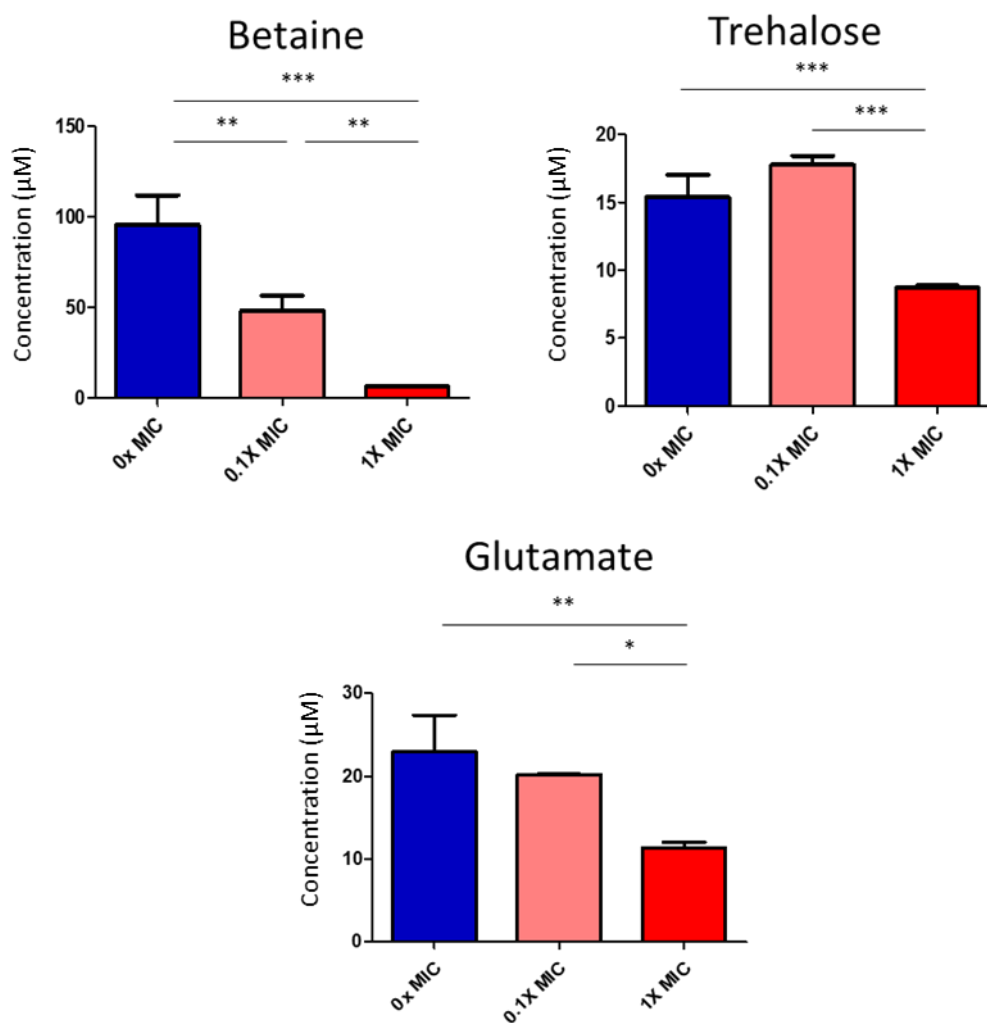 Betaine
***
**
**
Concentration (µM)
150
100
50
0
0x MIC
0.1X MIC
1X MIC
Trehalose
***
***
Concentration (µM)
20
15
10
5
0
0x MIC
0.1X MIC
1X MIC
Glutamate
**
*
Concentration (µM)
30
20
10
0
0x MIC
0.1X MIC
1X MIC